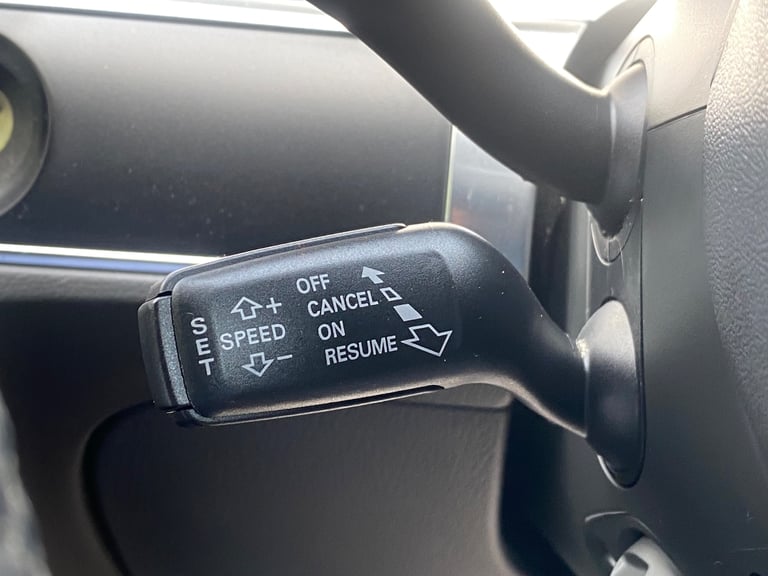 SET
SPEED
+
-
OFF
CANCEL
ON
RESUME